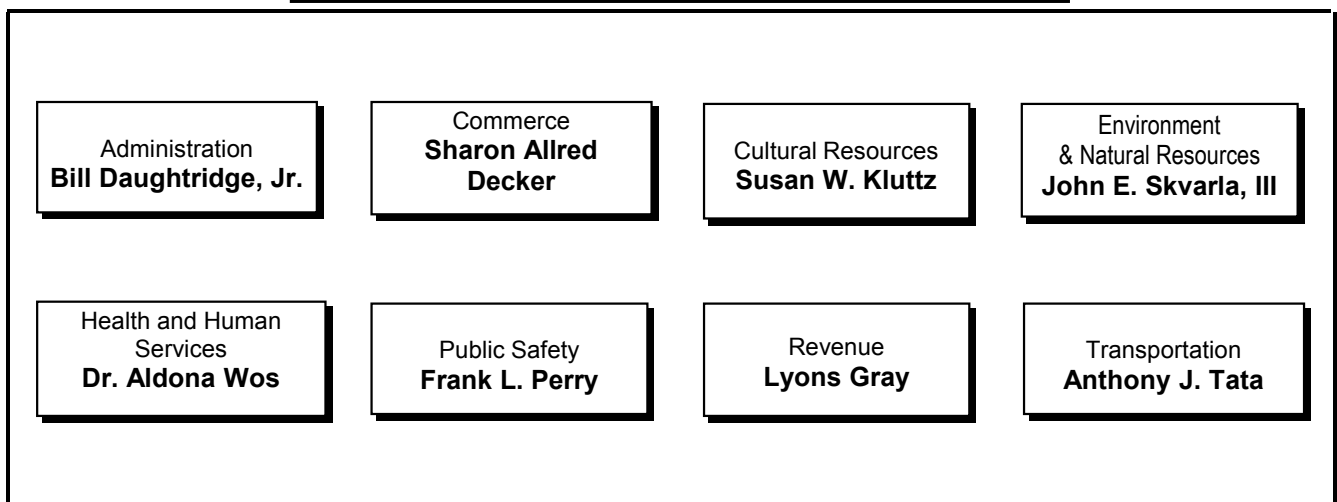 Administration
Bill Daughtridge, Jr.
Commerce
Sharon Allred
Decker
Cultural Resources
Susan W. Kluttz
Environment
& Natural Resources
John E. Skvarla, III
Health and Human
Services
Dr. Aldona Wos
Public Safety
Frank L. Perry
Revenue
Lyons Gray
Transportation
Anthony J. Tata